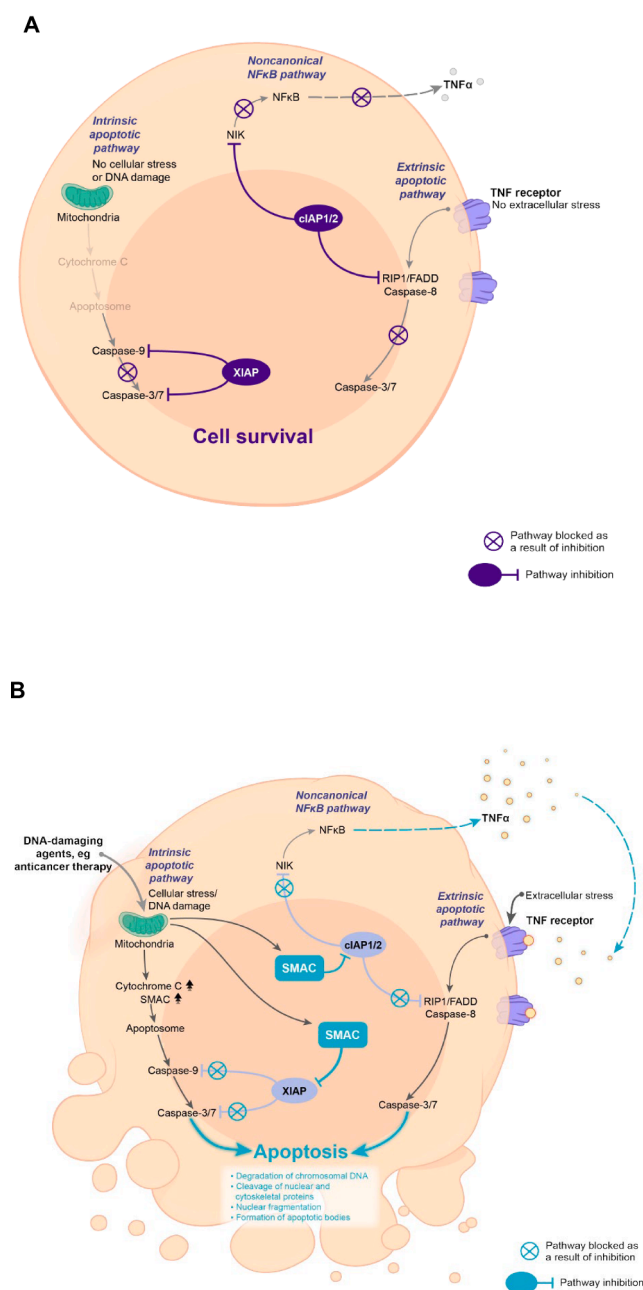 A
Noncanonical
NFκB pathway
NFκB
TNFα
NIK
Intrinsic
apoptotic
pathway
No cellular stress
or DNA damage
Mitochondria
Extrinsic
apoptotic
pathway
TNF receptor
No extracellular stress
cIAP1/2
Cytochrome C
RIP1/FADD
Caspase-8
Apoptosome
Caspase-9
XIAP
Caspase-3/7
Caspase-3/7
Cell survival
Pathway blocked as
a result of inhibition
Pathway inhibition
B
Noncanonical
NFκB pathway
NFκB
TNFα
DNA-damaging
agents, eg
anticancer therapy
Intrinsic
apoptotic
pathway
Cellular stress/
DNA damage
NIK
Mitochondria
Extrinsic
apoptotic
pathway
Extracellular stress
TNF receptor
cIAP1/2
SMAC
Cytochrome C
SMAC
RIP1/FADD
Caspase-8
Apoptosome
SMAC
Caspase-9
XIAP
Caspase-3/7
Caspase-3/7
Apoptosis
• Degradation of chromosomal DNA
• Cleavage of nuclear and
cytoskeletal proteins
• Nuclear fragmentation
• Formation of apoptotic bodies
Pathway blocked as
a result of inhibition
Pathway inhibition